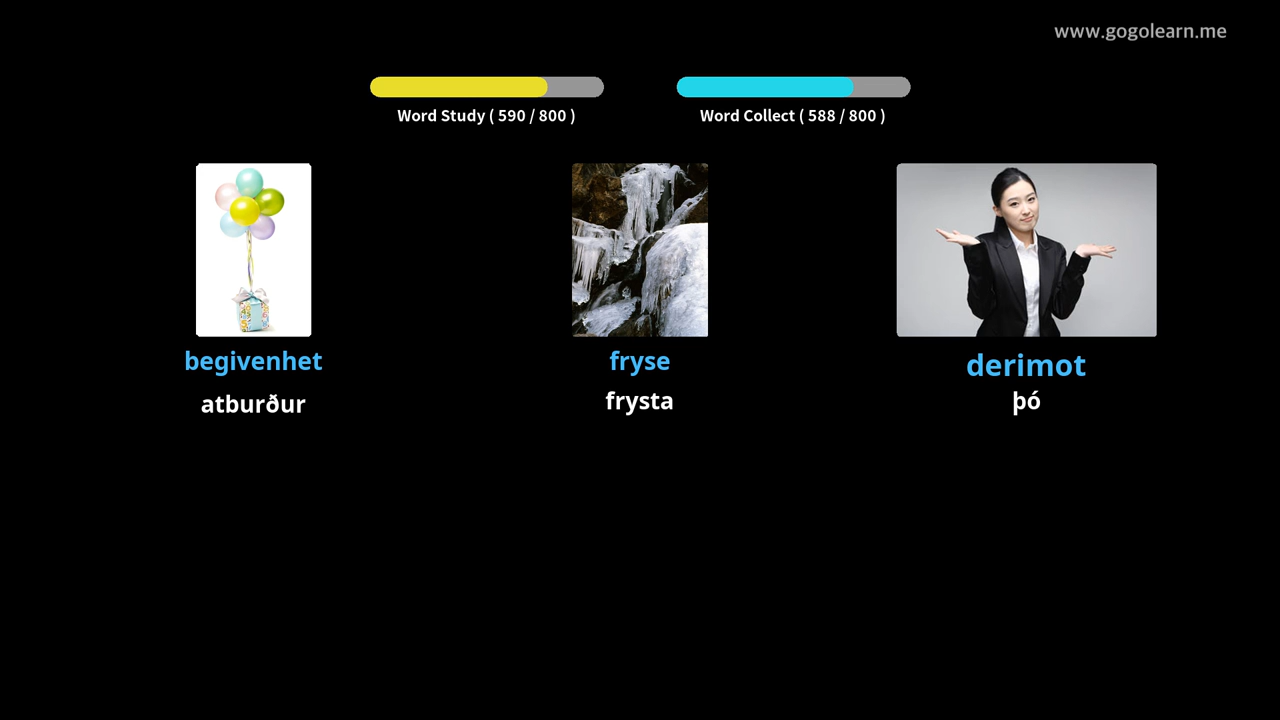 www.gogolearn.me
Word Study ( 590 / 800 )
Word Collect ( 588 / 800 )
begivenhet
atburður
fryse
frysta
derimot
þó